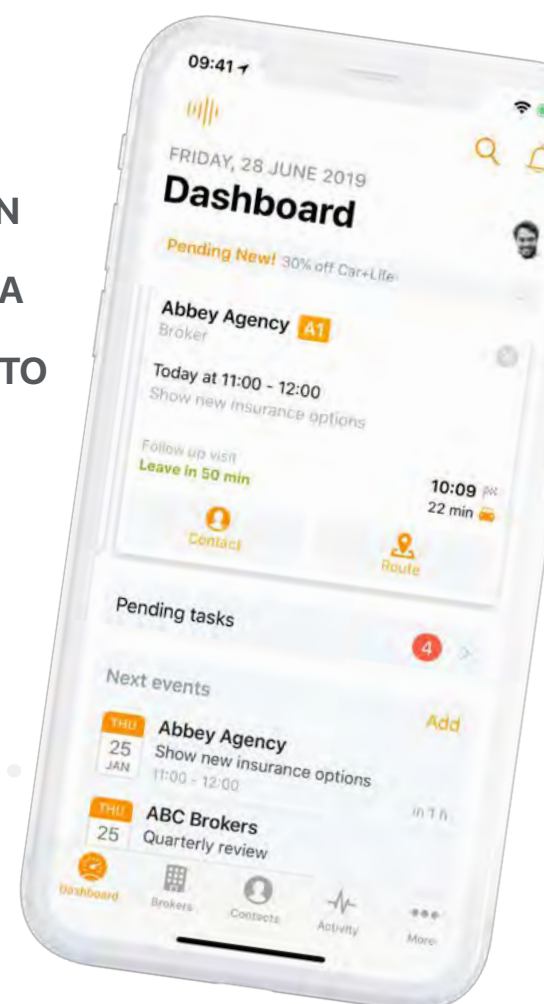 N
A
TO
09:41
FRIDAY, 28 JUNE 2019
Dashboard
Pending New! 30% off Car+Life
Abbey Agency A1
Broker
Today at 11:00 - 12:00
Show new insurance options
Follow up visit
Leave in 50 min
10:09
22 min
Contact
Route
Pending tasks
4
Next events
Add
THU
25
JAN
Abbey Agency
Show new insurance options
11:00 - 12:00
in 1 h
THU
25
ABC Brokers
Quarterly review
Dashboard
Brokers
Contacts
Activity
More